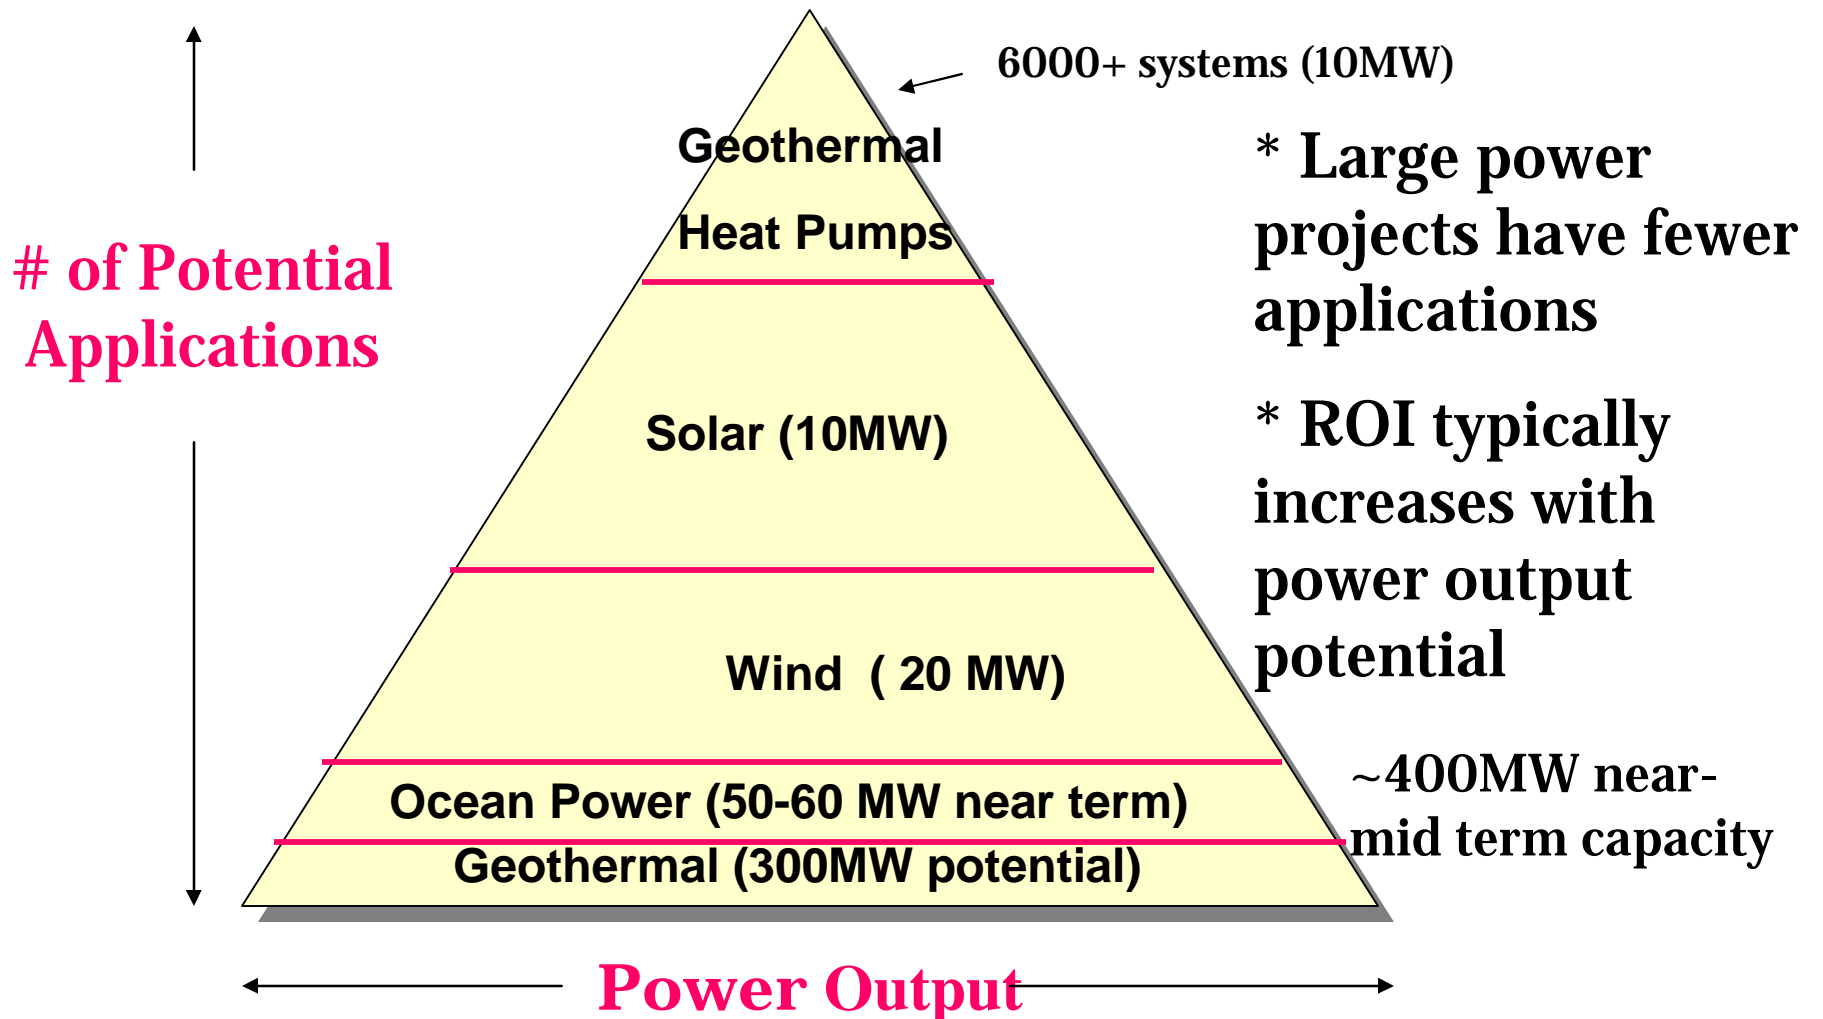 6000+ systems (10MW)
Geothermal
Heat Pumps
* Large power
projects have fewer
applications
# of Potential
Applications
Solar (10MW)
* ROI typically
increases with
power output
potential
Wind ( 20 MW)
Ocean Power (50-60 MW near term)
~400MW near-
mid term capacity
Geothermal (300MW potential)
Power Output